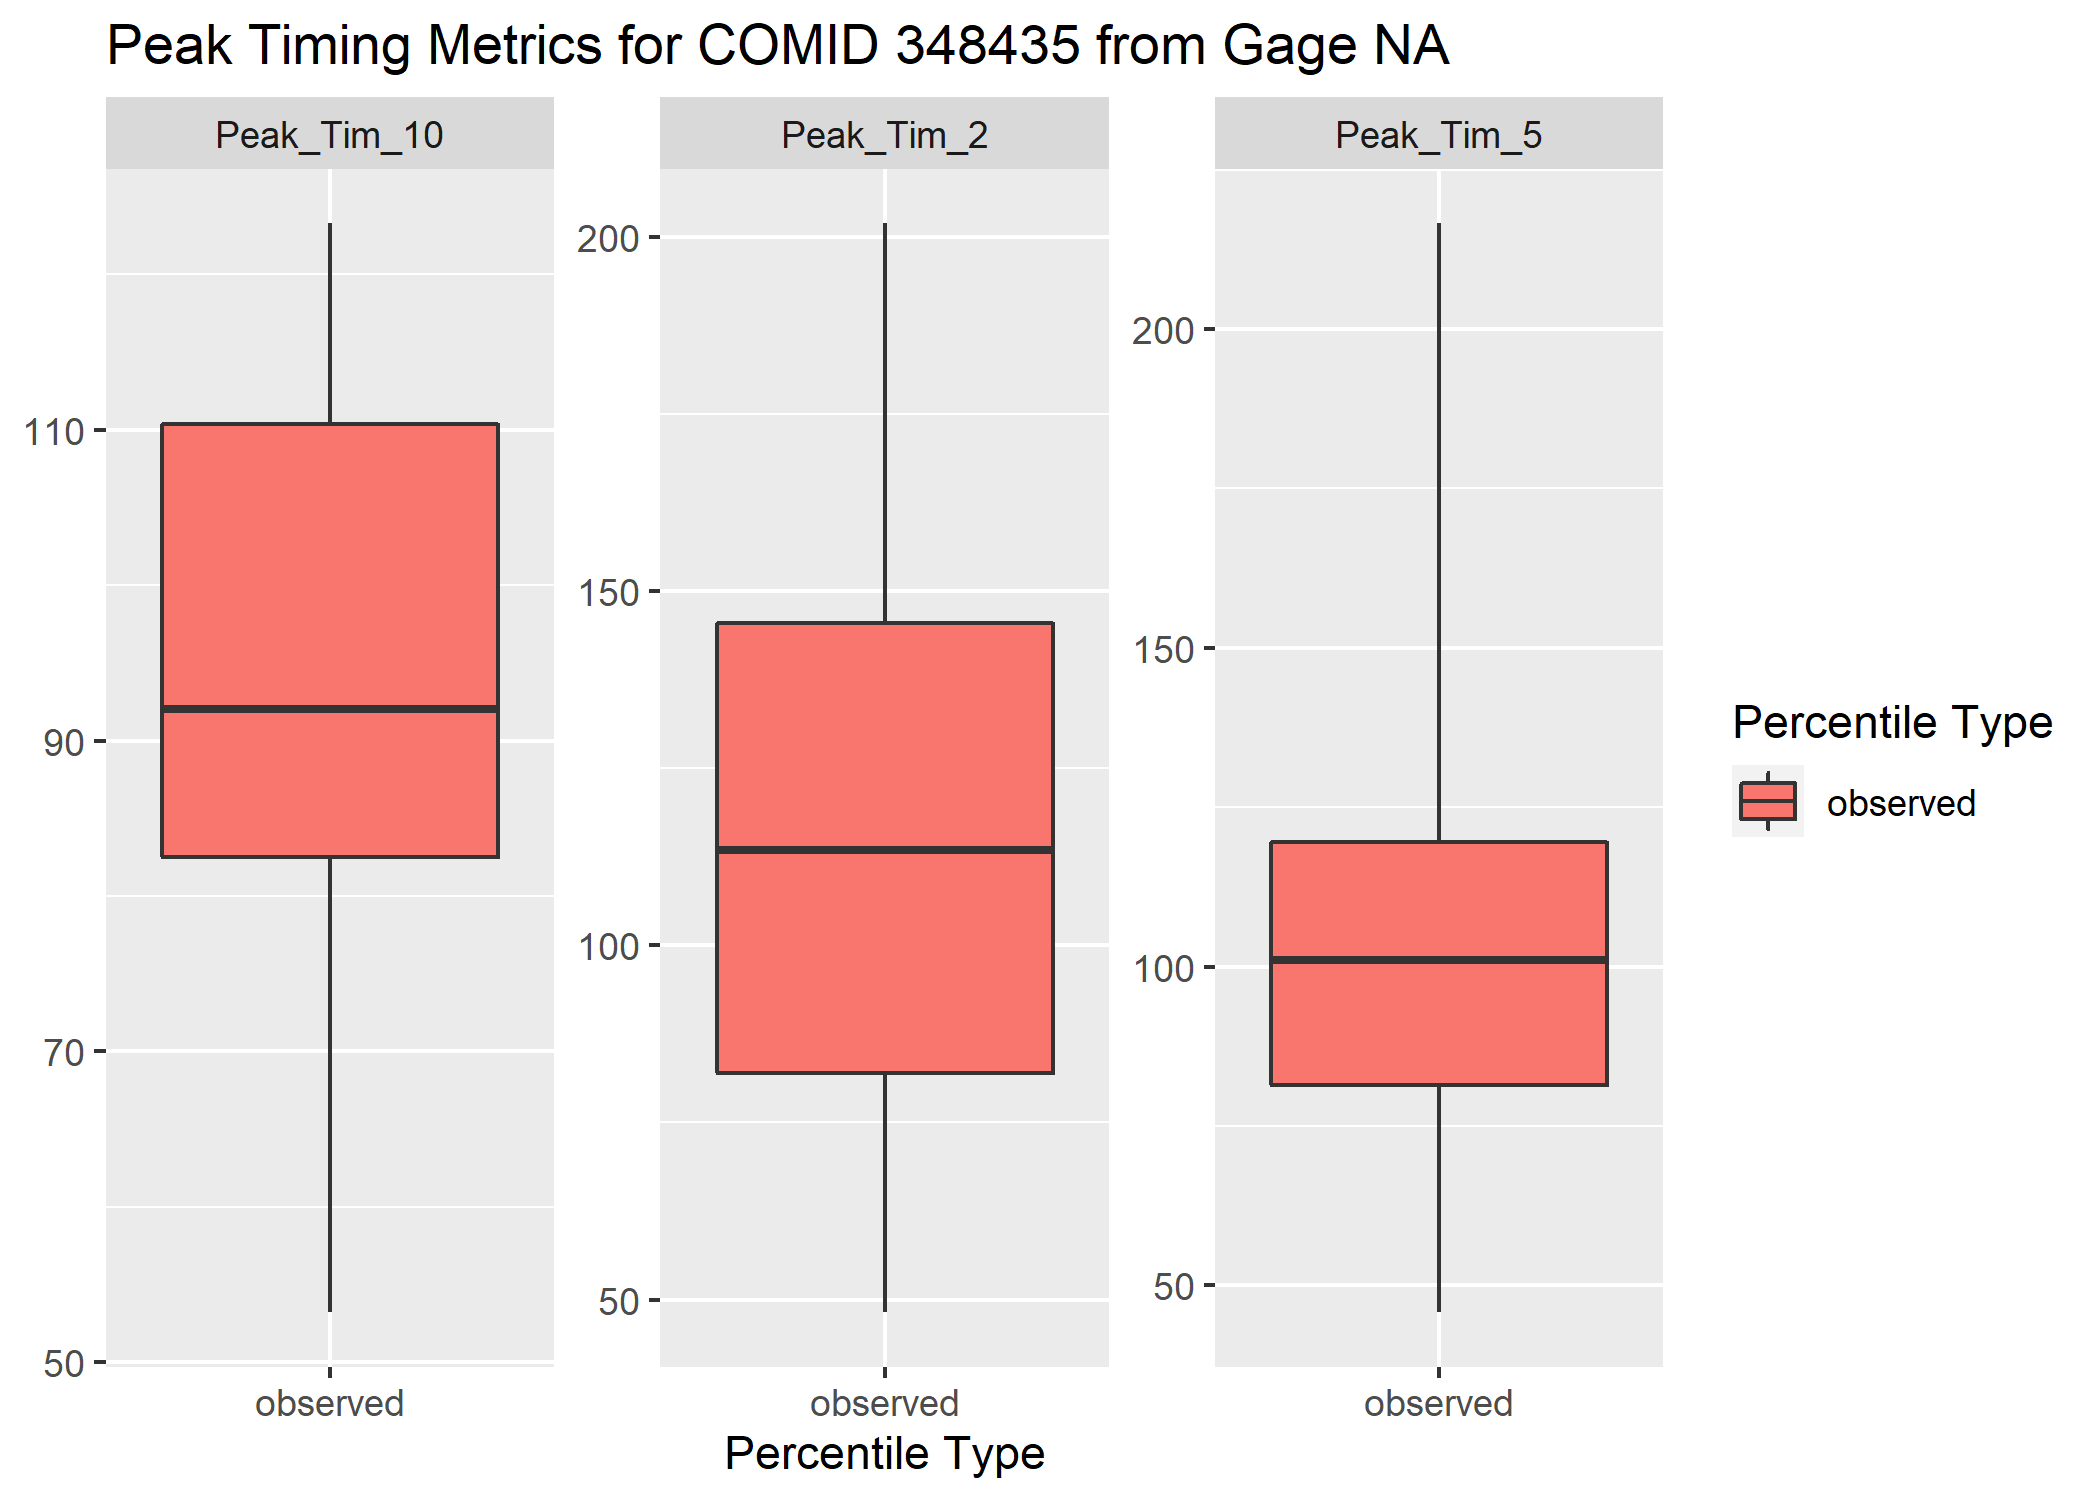 Peak Timing Metrics for COMID 348435 from Gage NA
Peak_Tim_10
Peak_Tim_2
Peak_Tim_5
110
90
70
50
200
150
100
50
200
150
100
50
observed
observed
observed
Percentile Type
Percentile Type
observed